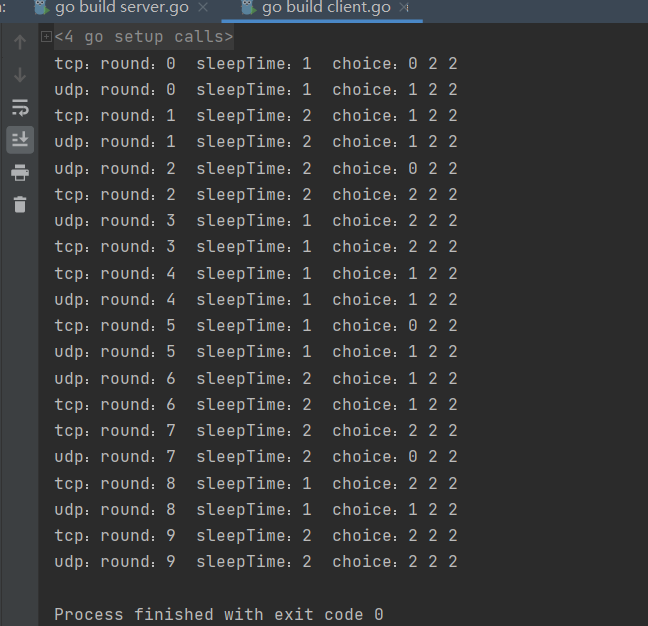 go build server.go × go build client.go ×
<4 go setup calls>
tcp：round：0 sleepTime：1 choice：0 2 2
udp：round：0 sleepTime：1 choice：1 2 2
tcp：round：1 sleepTime：2 choice：1 2 2
udp：round：1 sleepTime：2 choice：1 2 2
udp：round：2 sleepTime：2 choice：0 2 2
tcp：round：2 sleepTime：2 choice：2 2 2
udp：round：3 sleepTime：1 choice：2 2 2
tcp：round：3 sleepTime：1 choice：2 2 2
tcp：round：4 sleepTime：1 choice：1 2 2
udp：round：4 sleepTime：1 choice：1 2 2
tcp：round：5 sleepTime：1 choice：0 2 2
udp：round：5 sleepTime：1 choice：1 2 2
udp：round：6 sleepTime：2 choice：1 2 2
tcp：round：6 sleepTime：2 choice：1 2 2
tcp：round：7 sleepTime：2 choice：2 2 2
udp：round：7 sleepTime：2 choice：0 2 2
tcp：round：8 sleepTime：1 choice：2 2 2
udp：round：8 sleepTime：1 choice：1 2 2
tcp：round：9 sleepTime：2 choice：2 2 2
udp：round：9 sleepTime：2 choice：2 2 2
Process finished with exit code 0